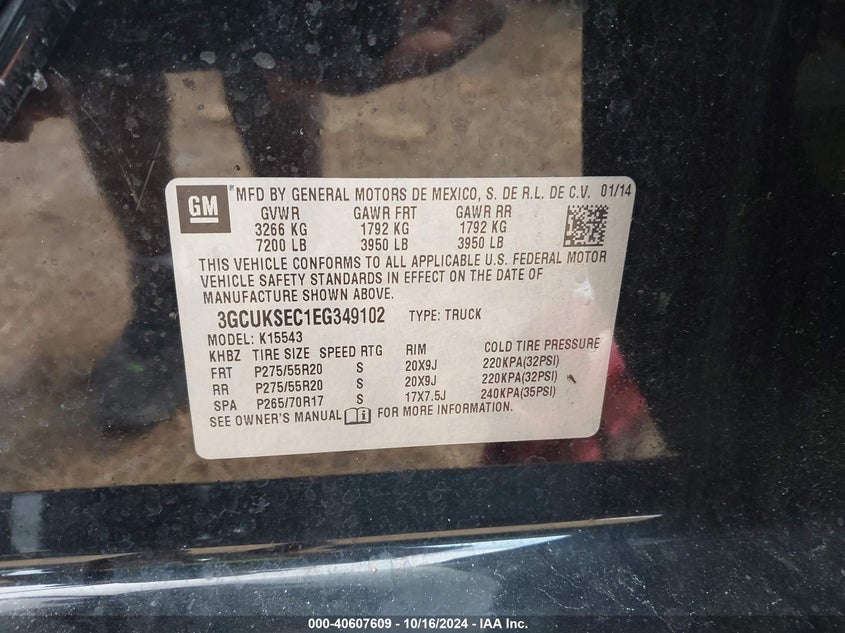 GM
MFD BY GENERAL MOTORS DE MEXICO, S. DE R.L. DE C.V. 01/14
GVWR GAWR FRT GAWR RR
3266 KG 1792 KG 1792 KG
7200 LB 3950 LB 3950 LB
THIS VEHICLE CONFORMS TO ALL APPLICABLE U.S. FEDERAL MOTOR
VEHICLE SAFETY STANDARDS IN EFFECT ON THE DATE OF
MANUFACTURE SHOWN ABOVE.
3GCUKSEC1EG349102 TYPE: TRUCK
MODEL: K15543
KHBZ TIRE SIZE SPEED RTG RIM COLD TIRE PRESSURE
FRT P275/55R20 S 20X9J 220KPA(32PSI)
RR P275/55R20 S 20X9J 220KPA(32PSI)
SPA P265/70R17 S 17X7.5J 240KPA(35PSI)
SEE OWNER'S MANUAL FOR MORE INFORMATION.
000-40607609 - 10/16/2024 - IAA Inc.